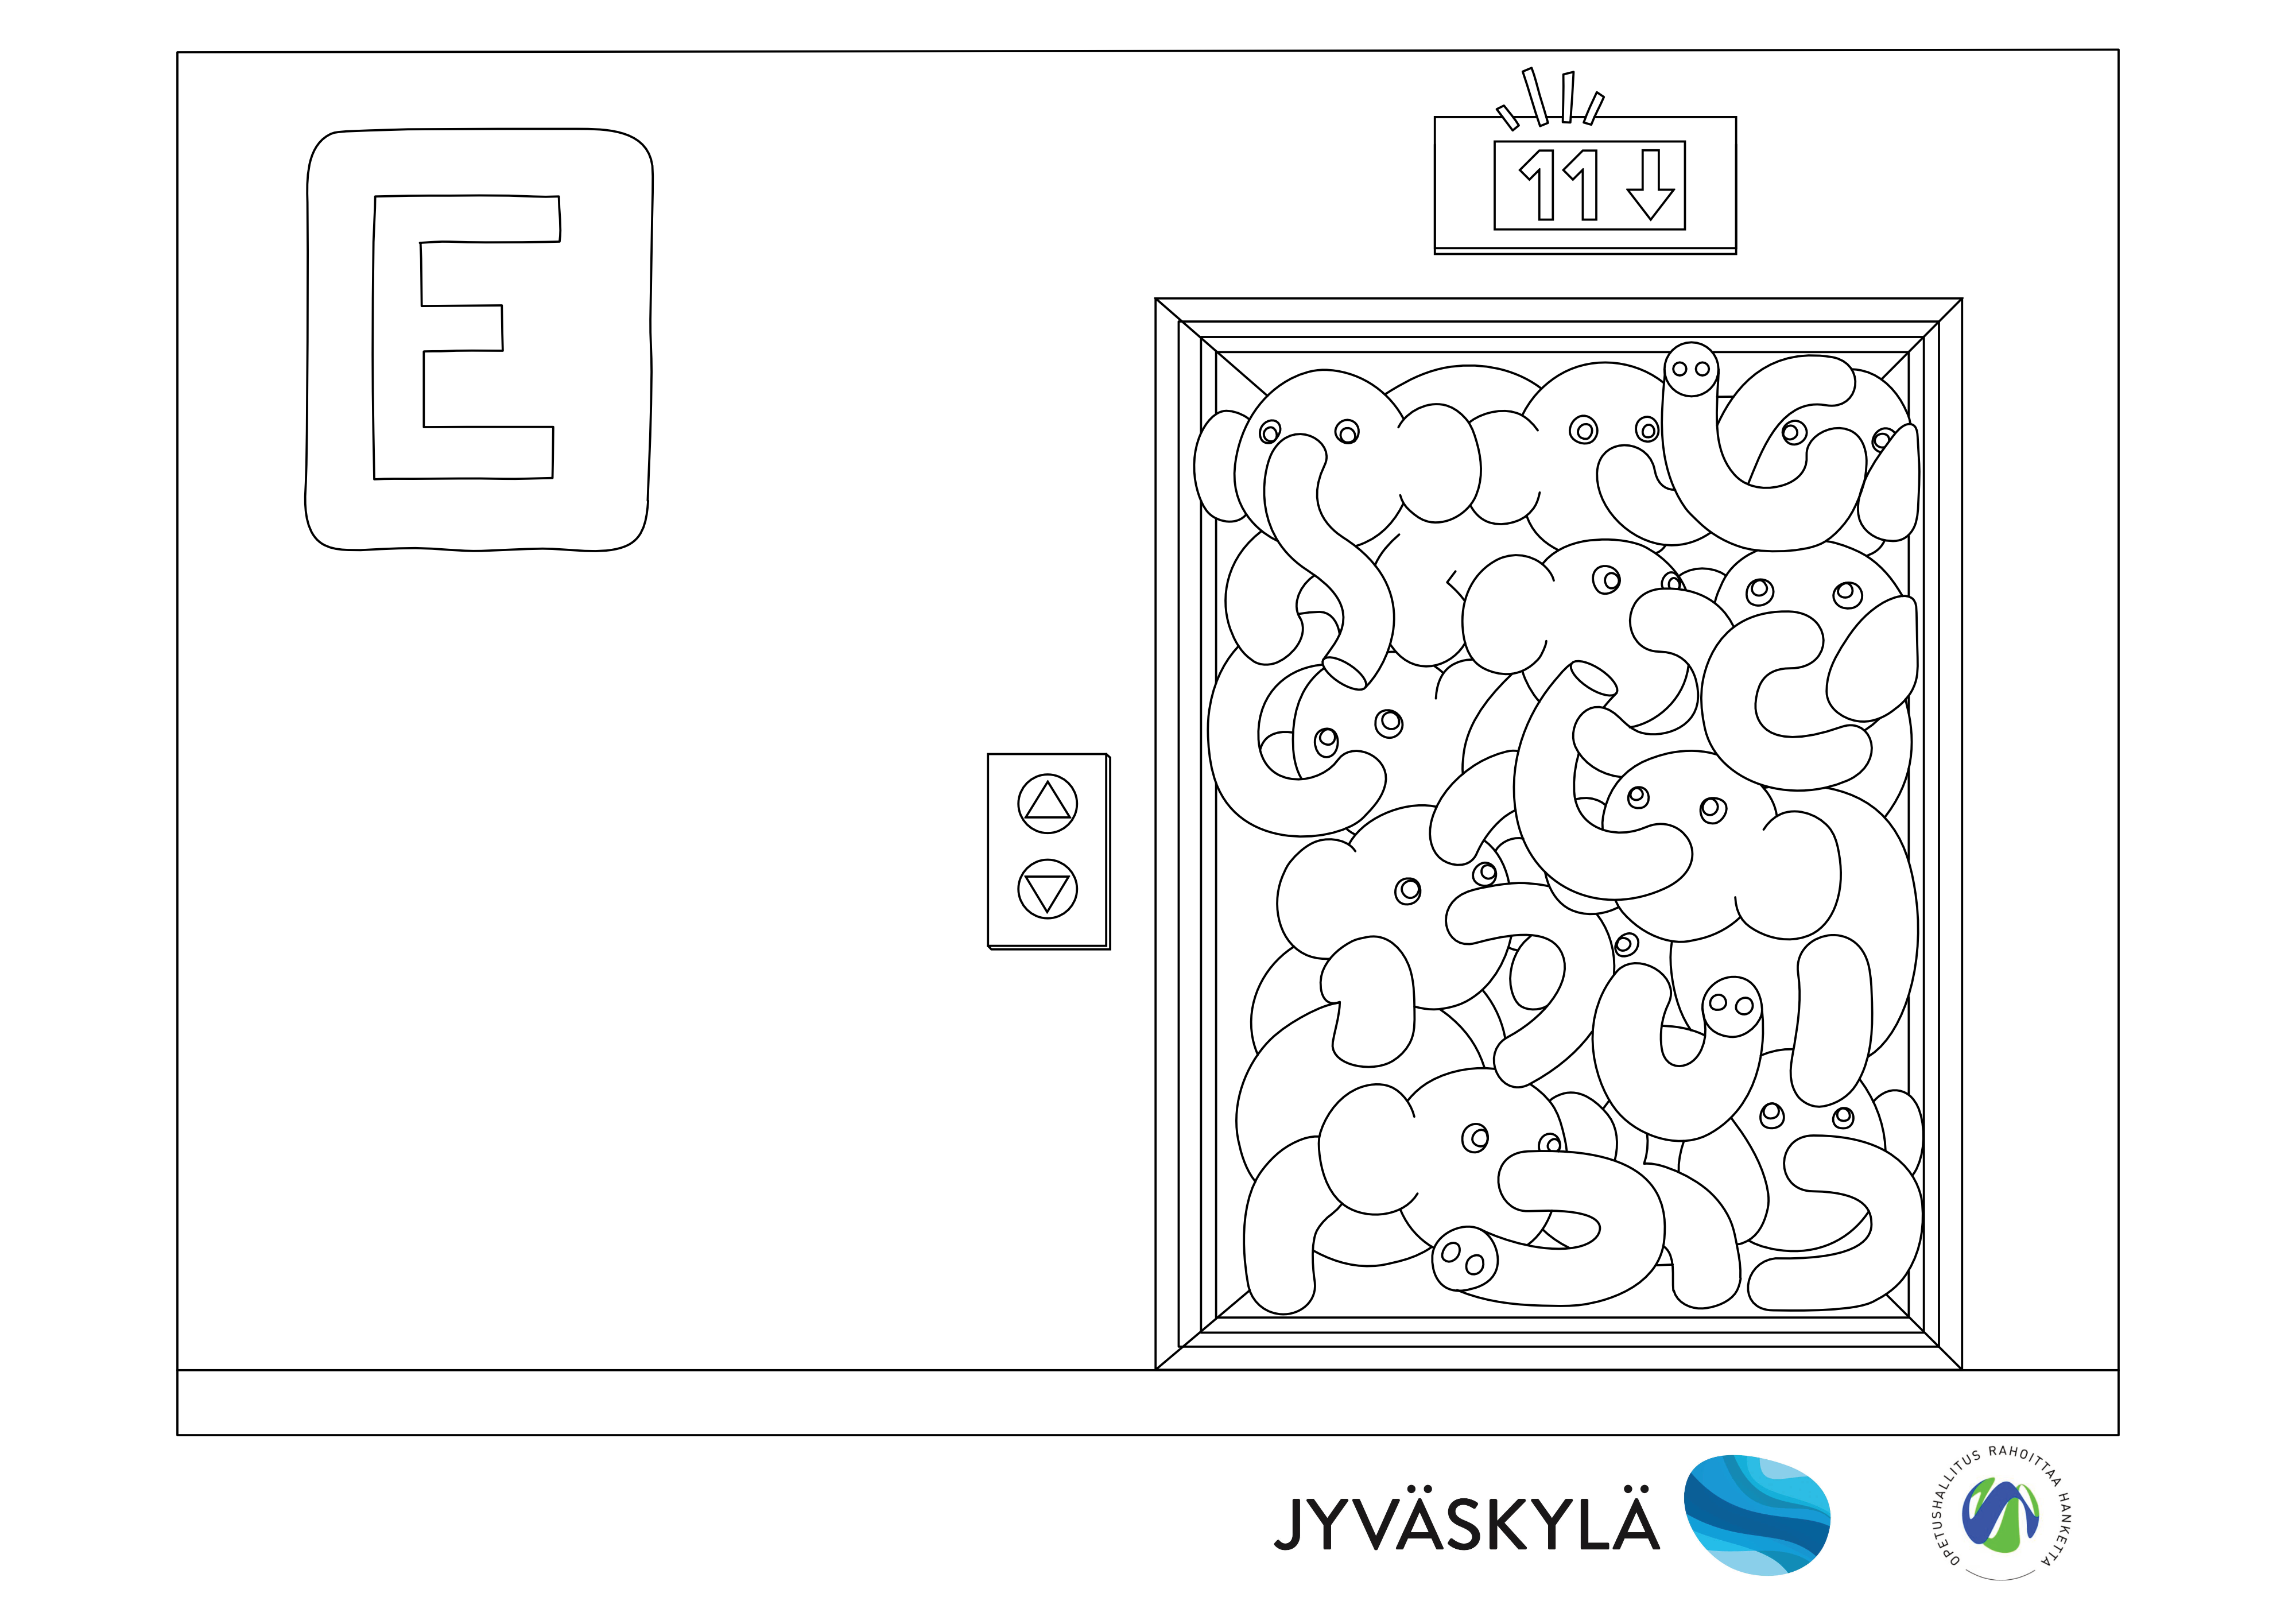 E
11
JYVÄSKYLÄ
OPETUSHALLITUS RAHOITTAA HANKETTA